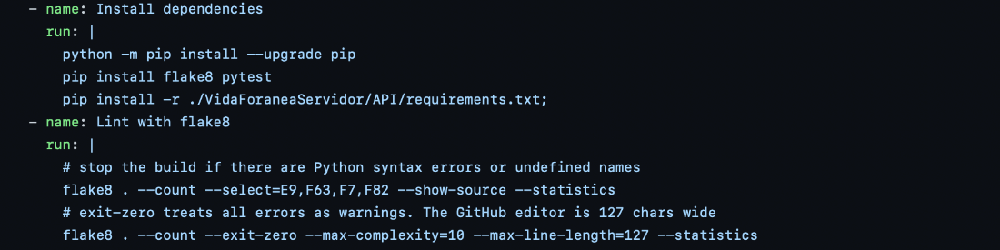 - name: Install dependencies
run: |
python -m pip install --upgrade pip
pip install flake8 pytest
pip install -r ./VidaForaneaServidor/API/requirements.txt;
- name: Lint with flake8
run: |
# stop the build if there are Python syntax errors or undefined names
flake8 . --count --select=E9,F63,F7,F82 --show-source --statistics
# exit-zero treats all errors as warnings. The GitHub editor is 127 chars wide
flake8 . --count --exit-zero --max-complexity=10 --max-line-length=127 --statistics